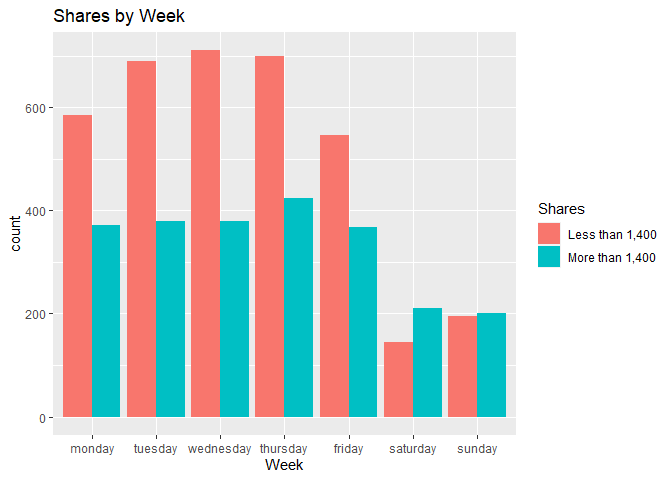 Shares by Week
600
400
200
0
count
monday tuesday wednesday thursday friday saturday sunday
Week
Shares
Less than 1,400
More than 1,400